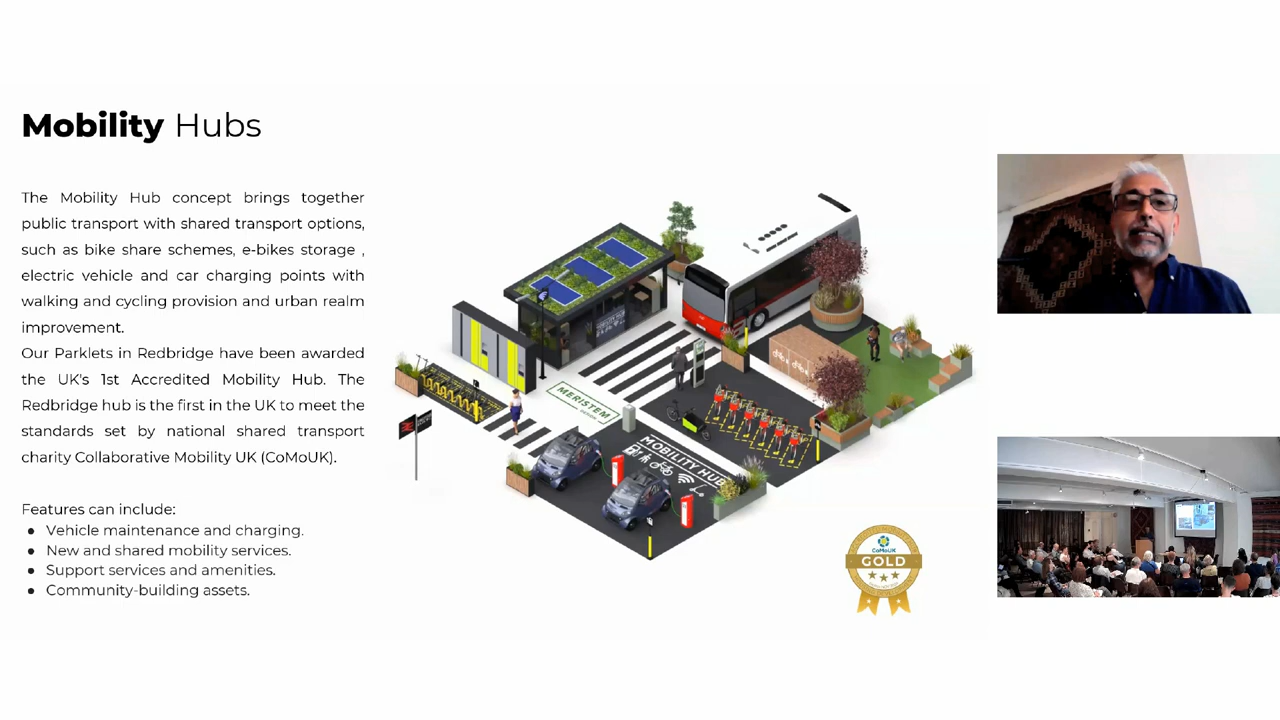 Mobility Hubs
The Mobility Hub concept brings together
public transport with shared transport options,
such as bike share schemes, e-bikes storage ,
electric vehicle and car charging points with
walking and cycling provision and urban realm
improvement.
Our Parklets in Redbridge have been awarded
the UK's 1st Accredited Mobility Hub. The
Redbridge hub is the first in the UK to meet the
standards set by national shared transport
charity Collaborative Mobility UK (CoMoUK).
Features can include:
● Vehicle maintenance and charging.
● New and shared mobility services.
● Support services and amenities.
● Community-building assets.
MERISTEM
MOBILITY HUB
CoMoUK
GOLD